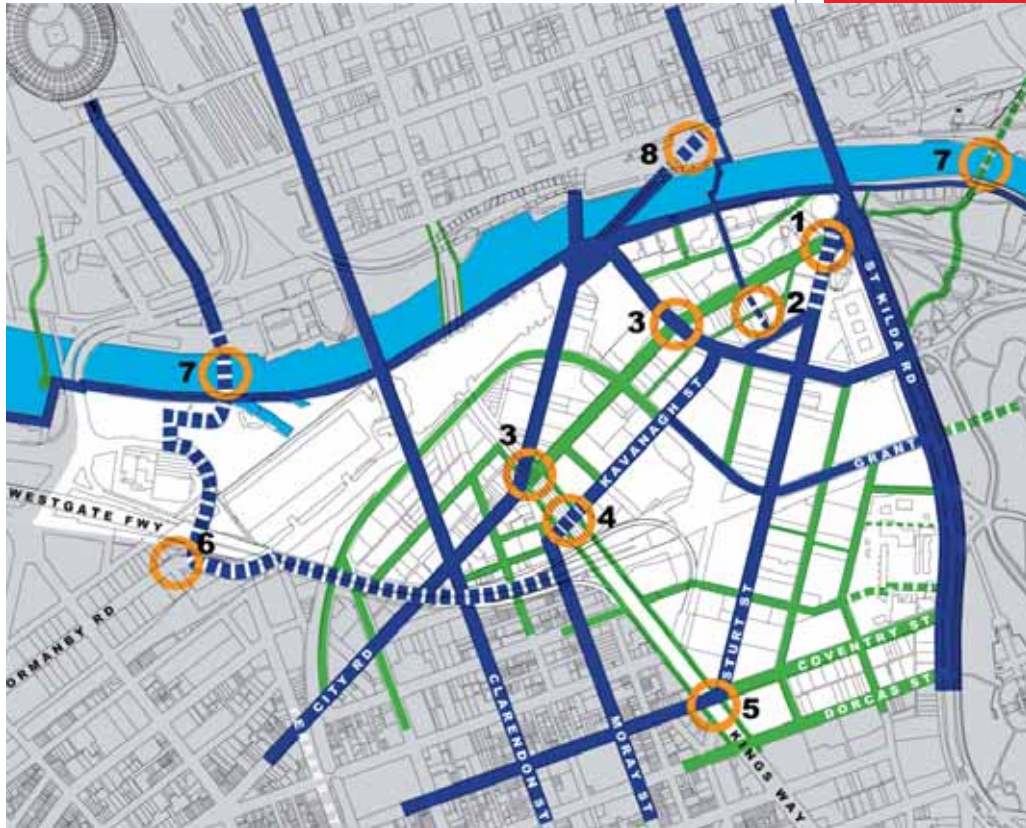 8
7
1
2
3
ST KILDA RD
7
KAVANAGH ST
3
GRANT
4
WESTGATE FWY
6
ORMANBY RD
STURT ST
COVENTRY ST
DORCAS ST
5
CITY RD
CLARENDON ST
MORAY ST
KINGS WAY